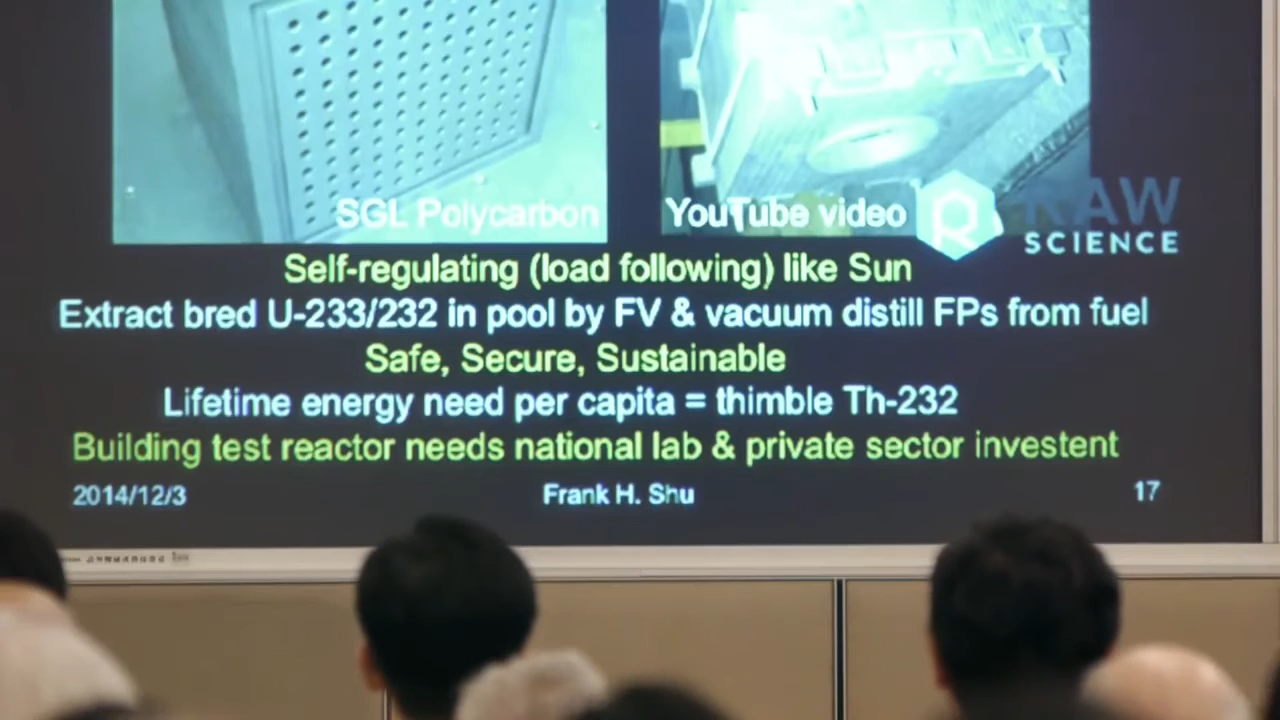 SGL Polycarbon
YouTube video
RAW
SCIENCE
Self-regulating (load following) like Sun
Extract bred U-233/232 in pool by FV & vacuum distill FPs from fuel
Safe, Secure, Sustainable
Lifetime energy need per capita = thimble Th-232
Building test reactor needs national lab & private sector investent
2014/12/3
Frank H. Shu
17